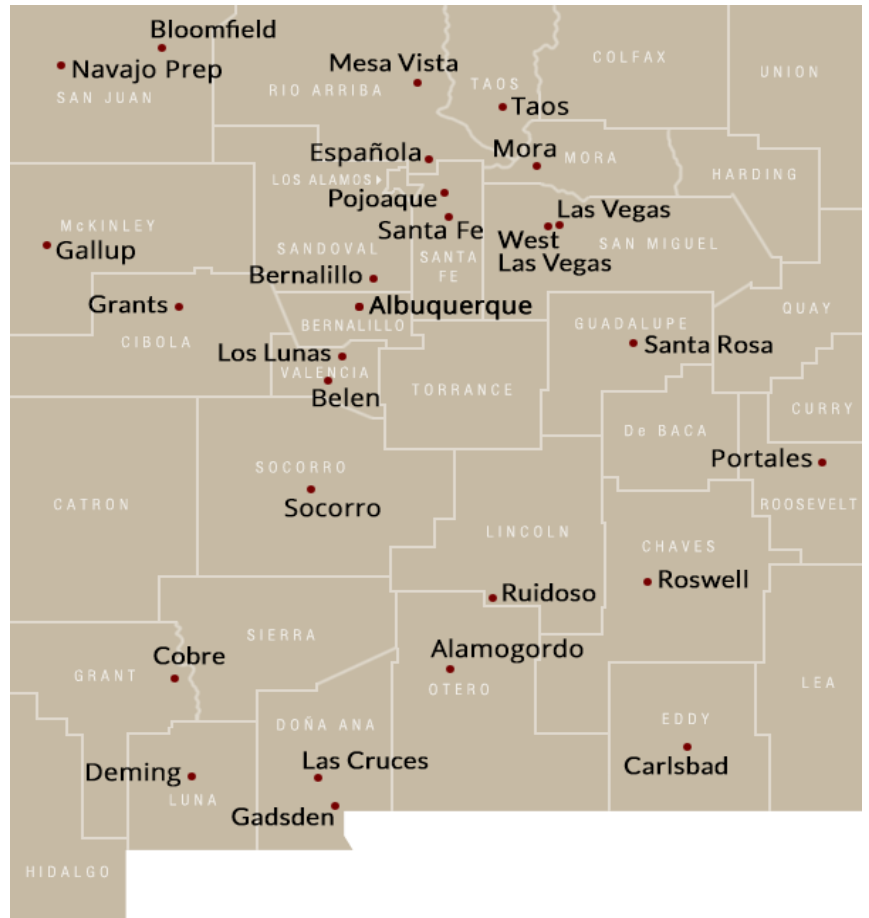 Bloomfield
Navajo Prep
SAN JUAN
Mesa Vista
RIO ARRIBA
TAOS
Taos
COLFAX
UNION
Española
Mora
MORA
LOS ALAMOS
HARDING
Pojoaque
Santa Fe
SANTA
FE
Las Vegas
West
Las Vegas
SAN MIGUEL
McKINLEY
Gallup
SANDOVAL
Bernalillo
Grants
Albuquerque
BERNALILLO
CIBOLA
QUAY
GUADALUPE
Santa Rosa
Los Lunas
VALENCIA
Belen
TORRANCE
De BACA
CURRY
Portales
ROOSEVELT
SOCORRO
Socorro
CATRON
LINCOLN
CHAVES
Roswell
Ruidoso
SIERRA
Cobre
GRANT
Alamogordo
OTERO
LEA
EDDY
Carlsbad
DOÑA ANA
Las Cruces
Deming
LUNA
Gadsden
HIDALGO